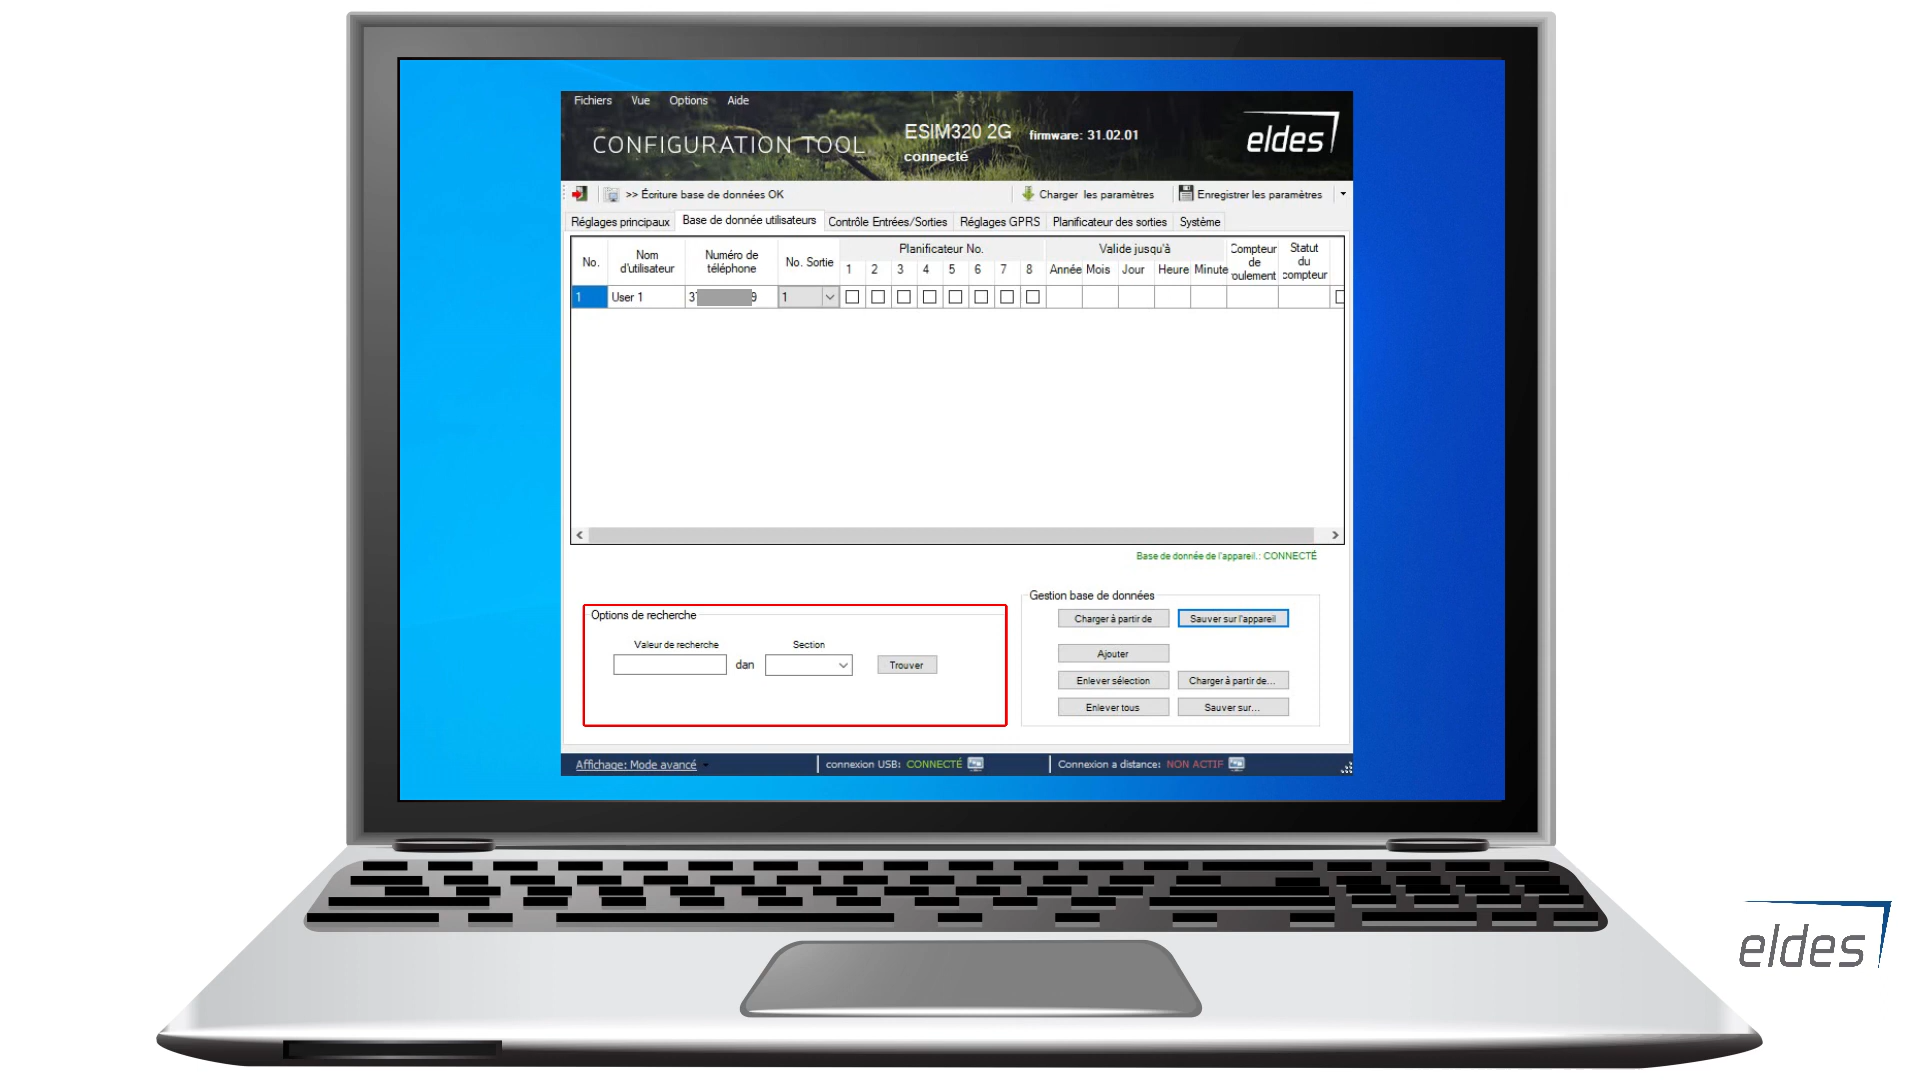 Fichiers Vue Options Aide
CONFIGURATION TOOL
ESIM320 2G firmware: 31.02.01
connecté
eldes
>> Écriture base de données OK
Charger les paramètres
Enregistrer les paramètres
Réglages principaux Base de donnée utilisateurs Contrôle Entrées/Sorties Réglages GPRS Planificateur des sorties Système
No.
Nom
d'utilisateur
Numéro de
téléphone
No. Sortie
Planificateur No.
1 2 3 4 5 6 7 8
Valide jusqu'à
Année Mois Jour Heure Minute
Compteur
de
roulement
Statut
du
compteur
1 User 1 3 9 1
Base de donnée de l'appareil.: CONNECTÉ
Options de recherche
Valeur de recherche
dan
Section
Trouver
Gestion base de données
Charger à partir de
Sauver sur l'appareil
Ajouter
Enlever sélection
Charger à partir de...
Enlever tous
Sauver sur...
Affichage: Mode avancé
connexion USB: CONNECTÉ
Connexion a distance: NON ACTIF
eldes